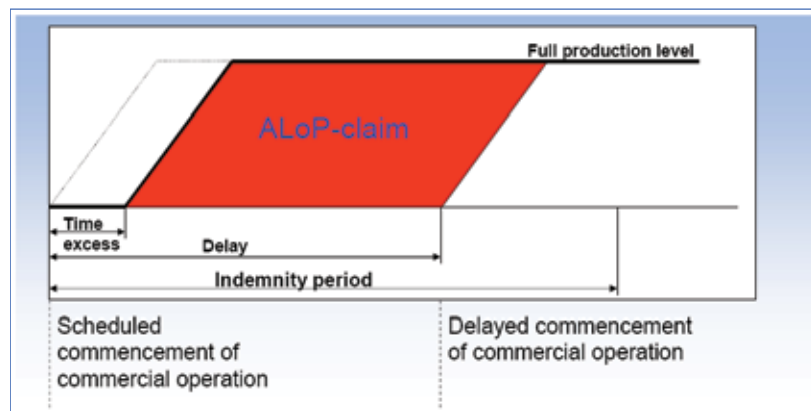 Full production level
ALoP-claim
Time
excess
Delay
Indemnity period
Scheduled
commencement of
commercial operation
Delayed commencement
of commercial operation